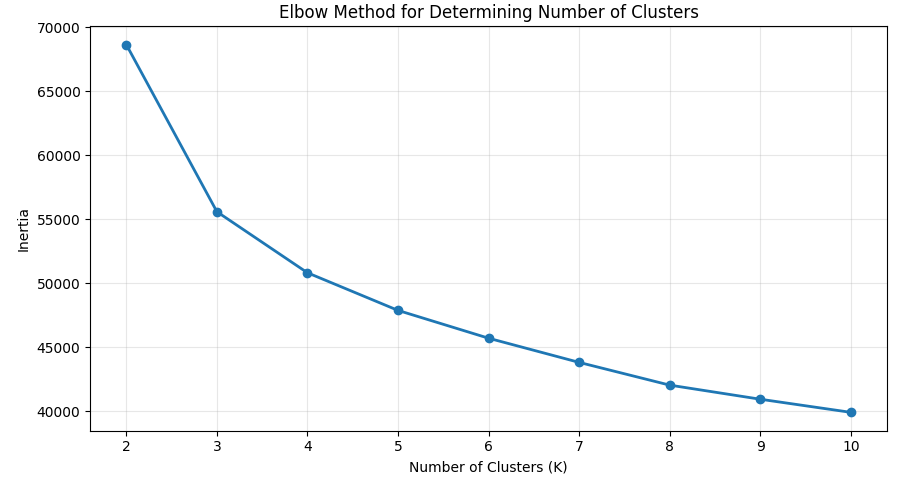 Elbow Method for Determining Number of Clusters
70000
65000
60000
55000
50000
45000
40000
Inertia
2 3 4 5 6 7 8 9 10
Number of Clusters (K)